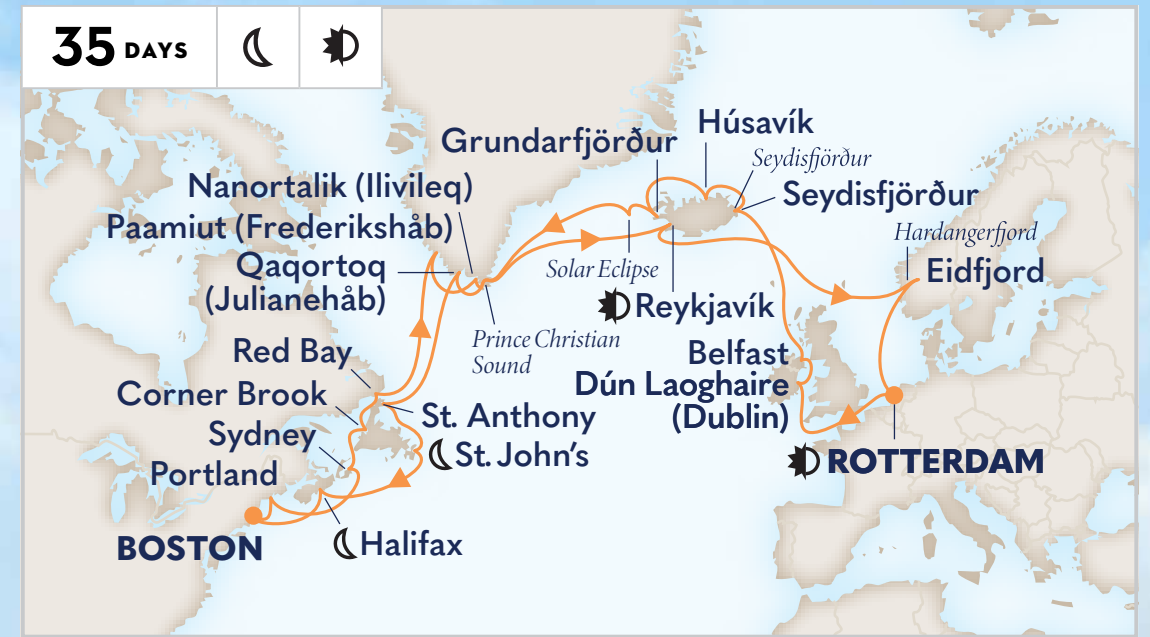 35 DAYS
Húsavík
Grundarfjörður
Seydisfjörður
Nanortalik (Ilivileq)
Seydisfjörður
Paamiut (Frederikshåb)
Hardangerfjord
Qaqortoq
(Julianehåb)
Solar Eclipse
Eidfjord
Reykjavík
Prince Christian
Sound
Red Bay
Belfast
Dún Laoghaire
(Dublin)
Corner Brook
St. Anthony
Sydney
St. John's
ROTTERDAM
Portland
BOSTON
Halifax